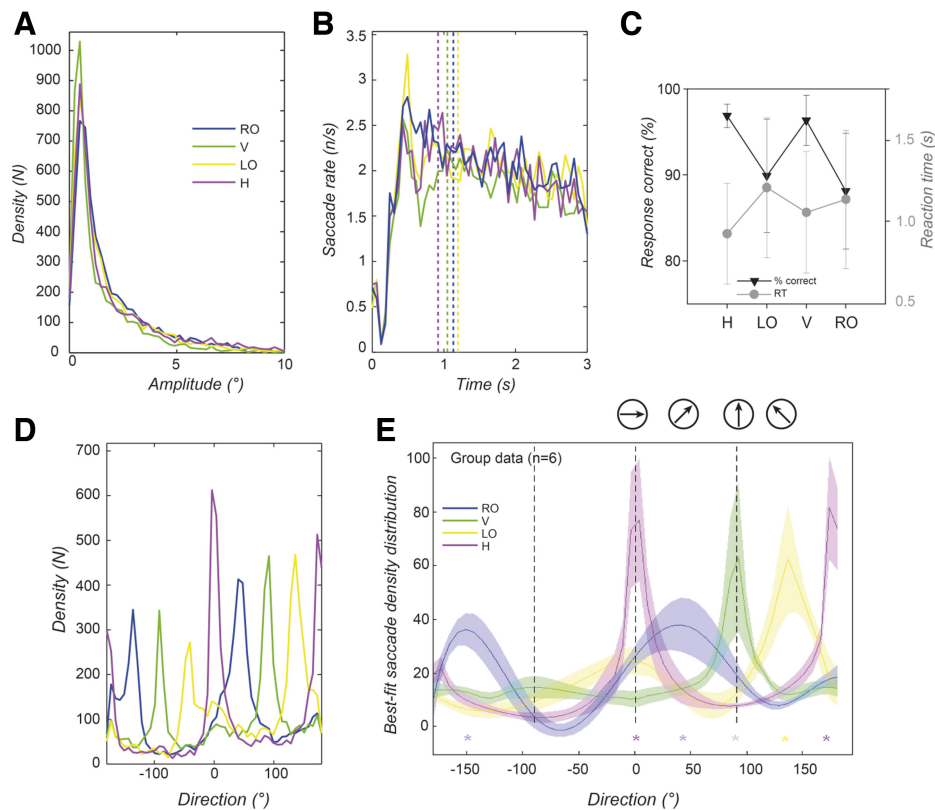 A
1000
900
800
700
600
500
400
300
200
100
0
Density (N)
RO
V
LO
H
0
5
10
Amplitude (°)
B
3.5
3
2.5
2
1.5
1
0.5
0
Saccade rate (n/s)
0
1
2
3
Time (s)
C
100
90
80
Response correct (%)
1.5
1.0
0.5
Reaction time (s)
% correct
RT
H
LO
V
RO
D
700
600
500
400
300
200
100
0
Density (N)
-100
0
100
Direction (°)
E
Group data (n=6)
RO
V
LO
H
100
80
60
40
20
0
Best-fit saccade density distribution
* * * * * *
-150
-100
-50
0
50
100
150
Direction (°)